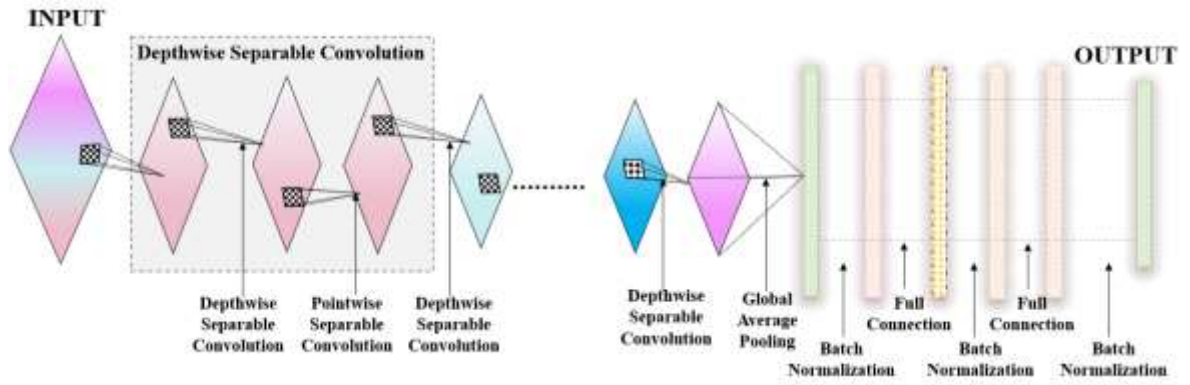 INPUT
Depthwise Separable Convolution
OUTPUT
Depthwise
Separable
Convolution
Pointwise
Separable
Convolution
Depthwise
Separable
Convolution
Depthwise
Separable
Convolution
Global
Average
Pooling
Batch
Normalization
Full
Connection
Batch
Normalization
Full
Connection
Batch
Normalization